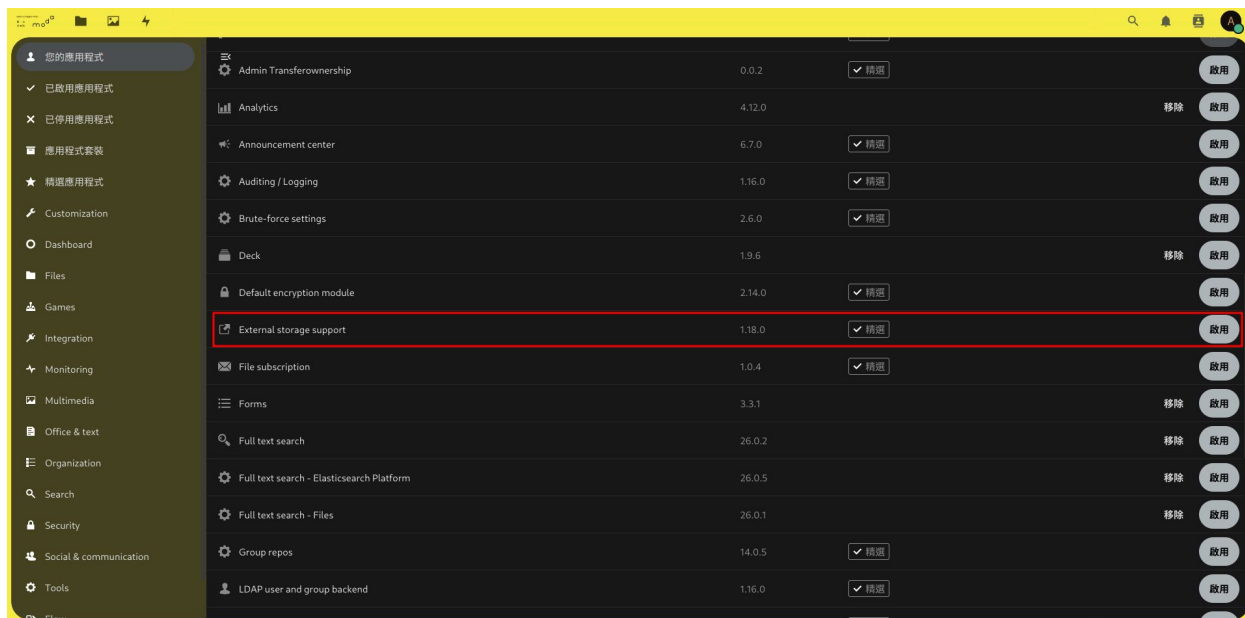 moda
A
您的應用程式
已啟用應用程式
已停用應用程式
應用程式套裝
精選應用程式
Customization
Dashboard
Files
Games
Integration
Monitoring
Multimedia
Office & text
Organization
Search
Security
Social & communication
Tools
Admin Transferownership 0.0.2 精選 啟用
Analytics 4.12.0 移除 啟用
Announcement center 6.7.0 精選 啟用
Auditing / Logging 1.16.0 精選 啟用
Brute-force settings 2.6.0 精選 啟用
Deck 1.9.6 移除 啟用
Default encryption module 2.14.0 精選 啟用
External storage support 1.18.0 精選 啟用
File subscription 1.0.4 精選 啟用
Forms 3.3.1 移除 啟用
Full text search 26.0.2 移除 啟用
Full text search - Elasticsearch Platform 26.0.5 移除 啟用
Full text search - Files 26.0.1 移除 啟用
Group repos 14.0.5 精選 啟用
LDAP user and group backend 1.16.0 精選 啟用